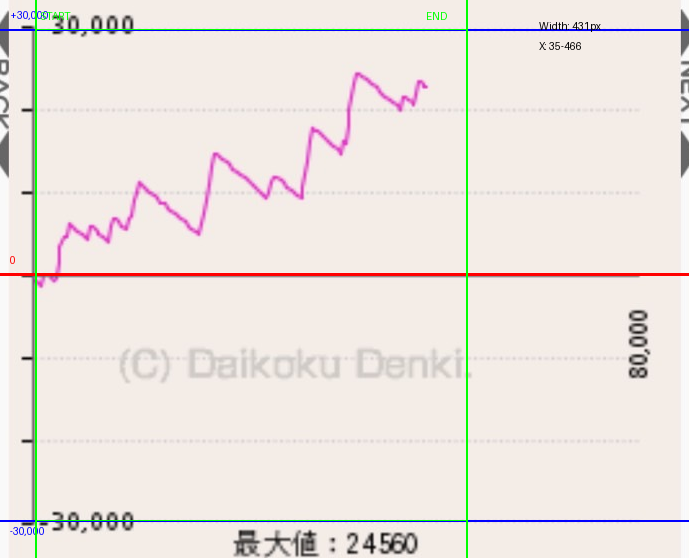 +30,000
START
30,000
END
Width: 431px
X: 35-466
BACK
NEXT
0
80,000
(C) Daikoku Denki.
-30,000
-30,000
最大値：24560